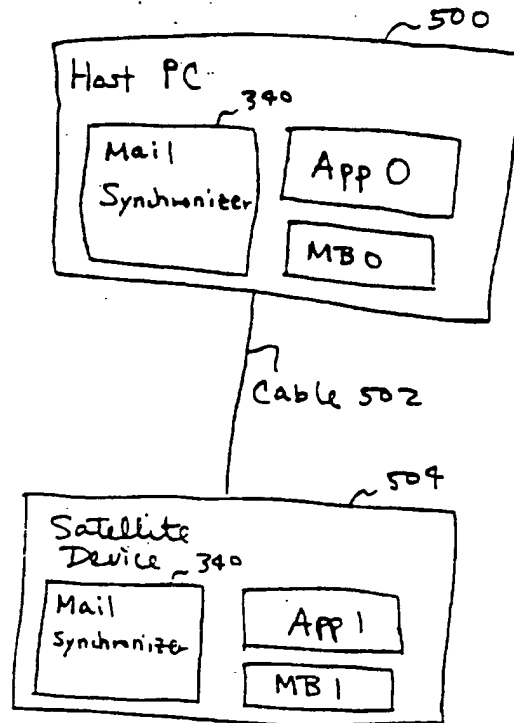 500
Host PC
340
Mail
Synchronizer
App 0
MB 0
Cable 502
504
Satellite
Device
340
Mail
Synchronizer
App 1
MB 1